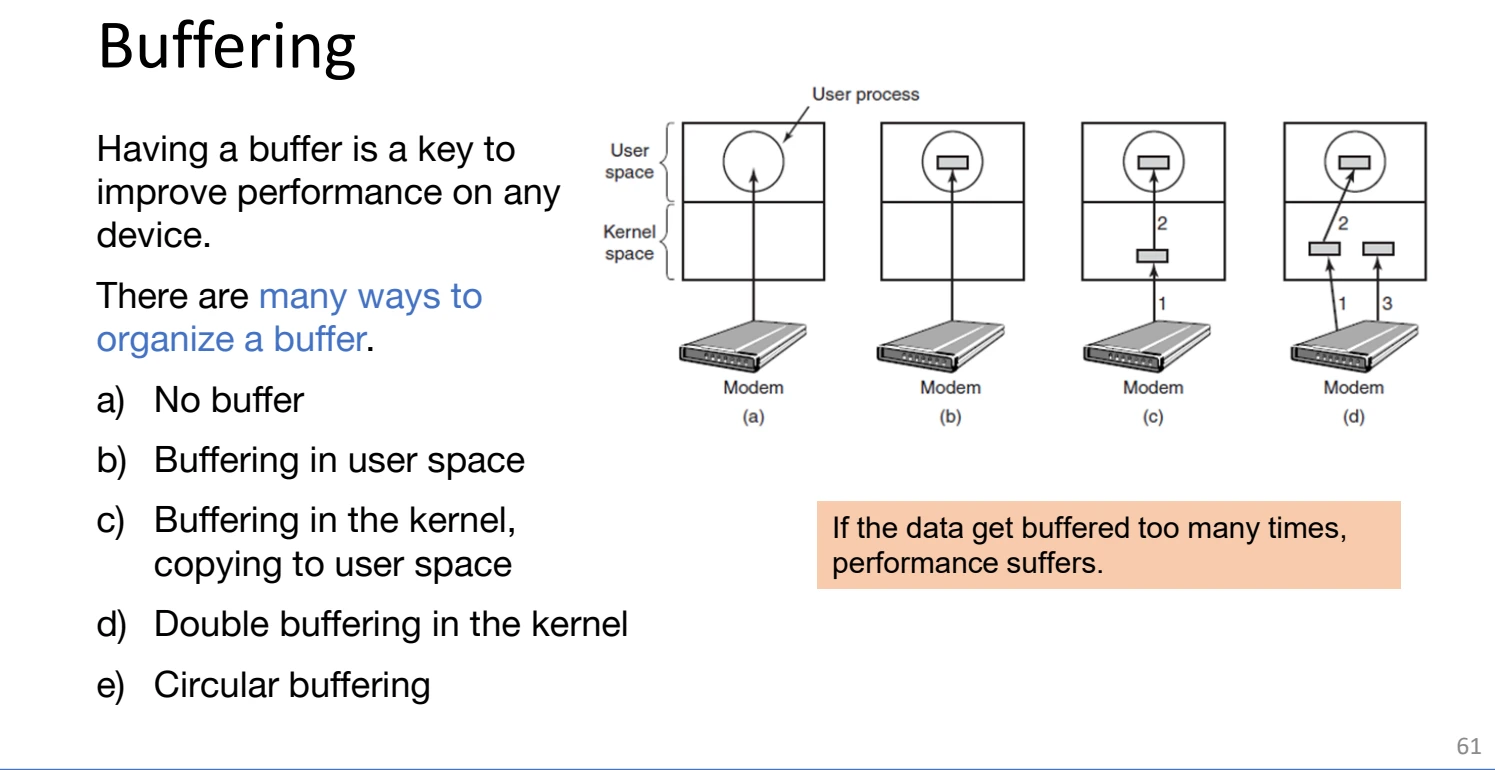 Buffering
Having a buffer is a key to
improve performance on any
device.
There are many ways to
organize a buffer.
a) No buffer
b) Buffering in user space
c) Buffering in the kernel,
copying to user space
d) Double buffering in the kernel
e) Circular buffering
User process
User
space
Kernel
space
2
2
1
1
3
Modem
Modem
Modem
Modem
(a)
(b)
(c)
(d)
If the data get buffered too many times,
performance suffers.
61